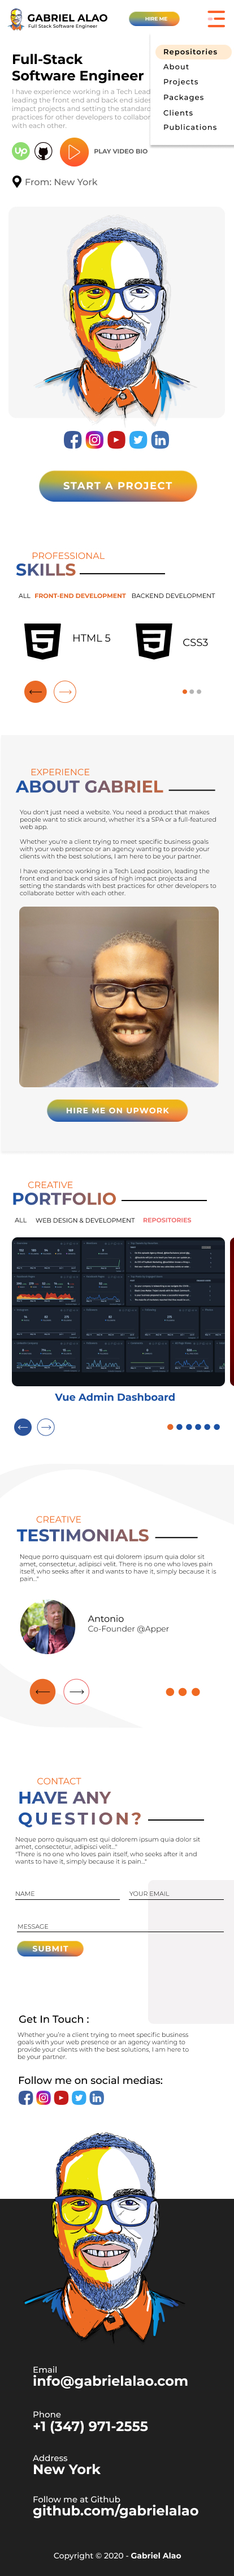 GABRIEL ALAO
Full Stack Software Engineer
HIRE ME
Repositories
About
Projects
Packages
Clients
Publications
Full-Stack
Software Engineer
I have experience working in a Tech Lead
leading the front end and back end sides
impact projects and setting the standard
practices for other developers to collabor
with each other.
Up
PLAY VIDEO BIO
From: New York
START A PROJECT
PROFESSIONAL
SKILLS
ALL FRONT-END DEVELOPMENT BACKEND DEVELOPMENT
HTML 5
CSS3
EXPERIENCE
ABOUT GABRIEL
You don't just need a website. You need a product that makes
people want to stick around, whether it's a SPA or a full-featured
web app.
Whether you're a client trying to meet specific business goals
with your web presence or an agency wanting to provide your
clients with the best solutions, I am here to be your partner.
I have experience working in a Tech Lead position, leading the
front end and back end sides of high impact projects and
setting the standards with best practices for other developers to
collaborate better with each other.
HIRE ME ON UPWORK
CREATIVE
PORTFOLIO
ALL WEB DESIGN & DEVELOPMENT REPOSITORIES
Vue Admin Dashboard
CREATIVE
TESTIMONIALS
Neque porro quisquam est qui dolorem ipsum quia dolor sit
amet, consectetur, adipisci velit. There is no one who loves pain
itself, who seeks after it and wants to have it, simply because it is
pain..."
Antonio
Co-Founder @Apper
CONTACT
HAVE ANY
QUESTION?
Neque porro quisquam est qui dolorem ipsum quia dolor sit
amet, consectetur, adipisci velit..."
"There is no one who loves pain itself, who seeks after it and
wants to have it, simply because it is pain..."
NAME
YOUR EMAIL
MESSAGE
SUBMIT
Get In Touch :
Whether you're a client trying to meet specific business
goals with your web presence or an agency wanting to
provide your clients with the best solutions, I am here to
be your partner.
Follow me on social medias:
Email
info@gabrielalao.com
Phone
+1 (347) 971-2555
Address
New York
Follow me at Github
github.com/gabrielalao
Copyright © 2020 - Gabriel Alao